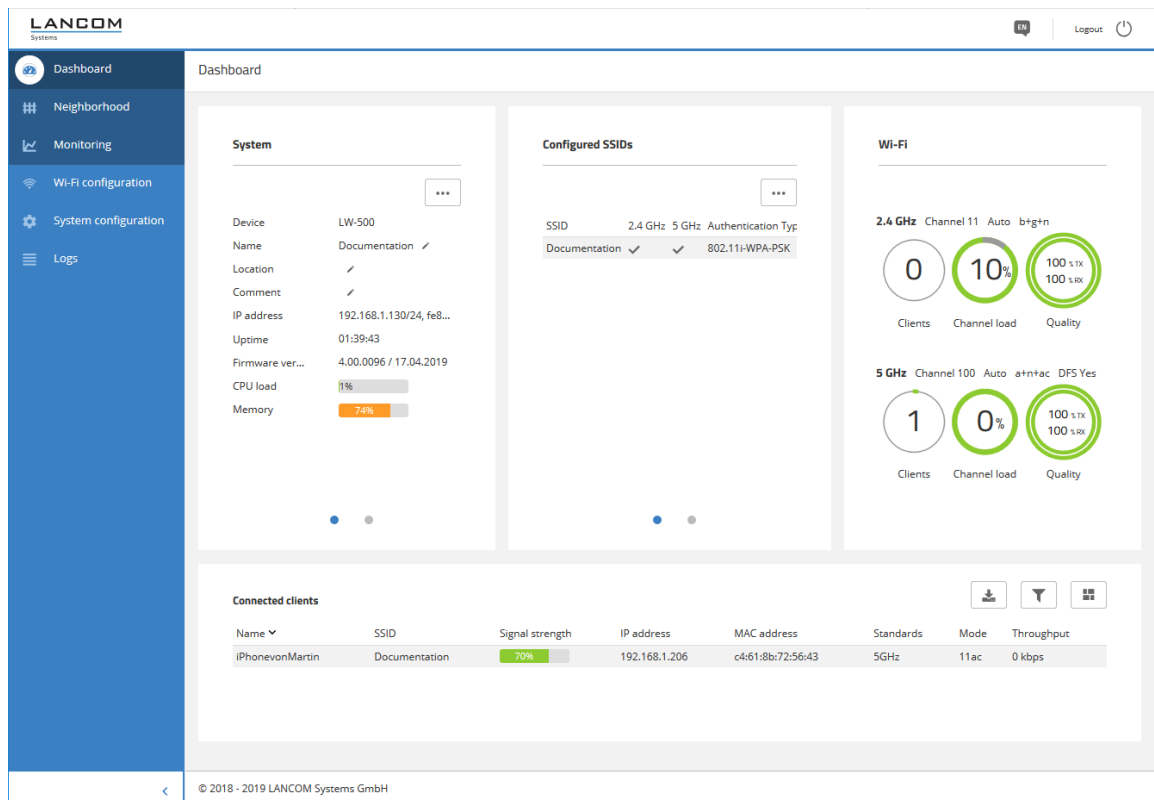 LANCOM
Systems
EN
Logout
Dashboard
Neighborhood
Monitoring
Wi-Fi configuration
System configuration
Logs
Dashboard
System
...
Device LW-500
Name Documentation
Location
Comment
IP address 192.168.1.130/24, fe8...
Uptime 01:39:43
Firmware ver... 4.00.0096 / 17.04.2019
CPU load 1%
Memory 74%
Configured SSIDs
...
SSID 2.4 GHz 5 GHz Authentication Typ
Documentation 802.11i-WPA-PSK
Wi-Fi
2.4 GHz Channel 11 Auto b+g+n
0 10% 100 % TX
100 % RX
Clients Channel load Quality
5 GHz Channel 100 Auto a+n+ac DFS Yes
1 0% 100 % TX
100 % RX
Clients Channel load Quality
Connected clients
Name SSID Signal strength IP address MAC address Standards Mode Throughput
iPhonevonMartin Documentation 70% 192.168.1.206 c4:61:8b:72:56:43 5GHz 11ac 0 kbps
© 2018 - 2019 LANCOM Systems GmbH